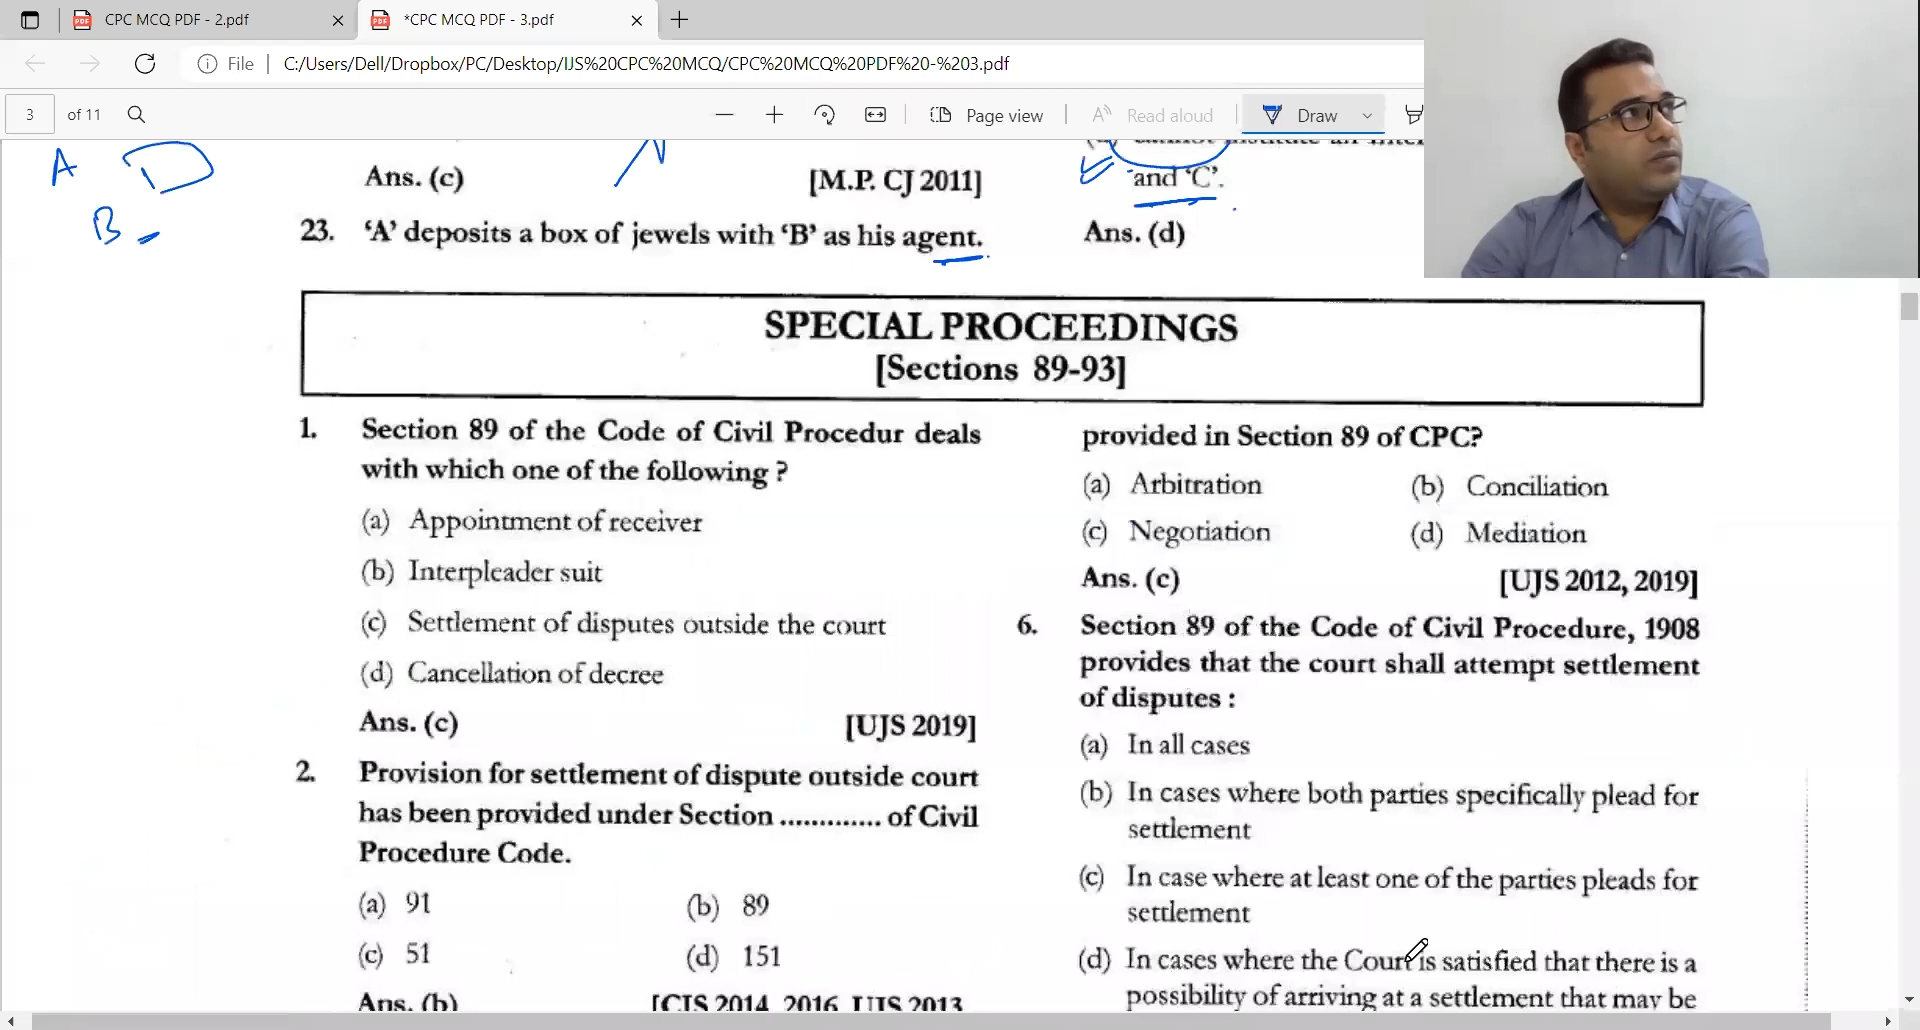 CPC MCQ PDF - 2.pdf
*CPC MCQ PDF - 3.pdf
File
C:/Users/Dell/Dropbox/PC/Desktop/IJS%20CPC%20MCQ/CPC%20MCQ%20PDF%20-%203.pdf
3 of 11
Page view
Read aloud
Draw
A
B
Ans. (c) [M.P. CJ 2011]
23. ‘A’ deposits a box of jewels with ‘B’ as his agent.
and ‘C’.
Ans. (d)
SPECIAL PROCEEDINGS
[Sections 89-93]
1. Section 89 of the Code of Civil Procedur deals
with which one of the following ?
(a) Appointment of receiver
(b) Interpleader suit
(c) Settlement of disputes outside the court
(d) Cancellation of decree
Ans. (c) [UJS 2019]
2. Provision for settlement of dispute outside court
has been provided under Section ............. of Civil
Procedure Code.
(a) 91 (b) 89
(c) 51 (d) 151
Ans. (b)
provided in Section 89 of CPC?
(a) Arbitration (b) Conciliation
(c) Negotiation (d) Mediation
Ans. (c) [UJS 2012, 2019]
6. Section 89 of the Code of Civil Procedure, 1908
provides that the court shall attempt settlement
of disputes :
(a) In all cases
(b) In cases where both parties specifically plead for
settlement
(c) In case where at least one of the parties pleads for
settlement
(d) In cases where the Court is satisfied that there is a
possibility of arriving at a settlement that may be